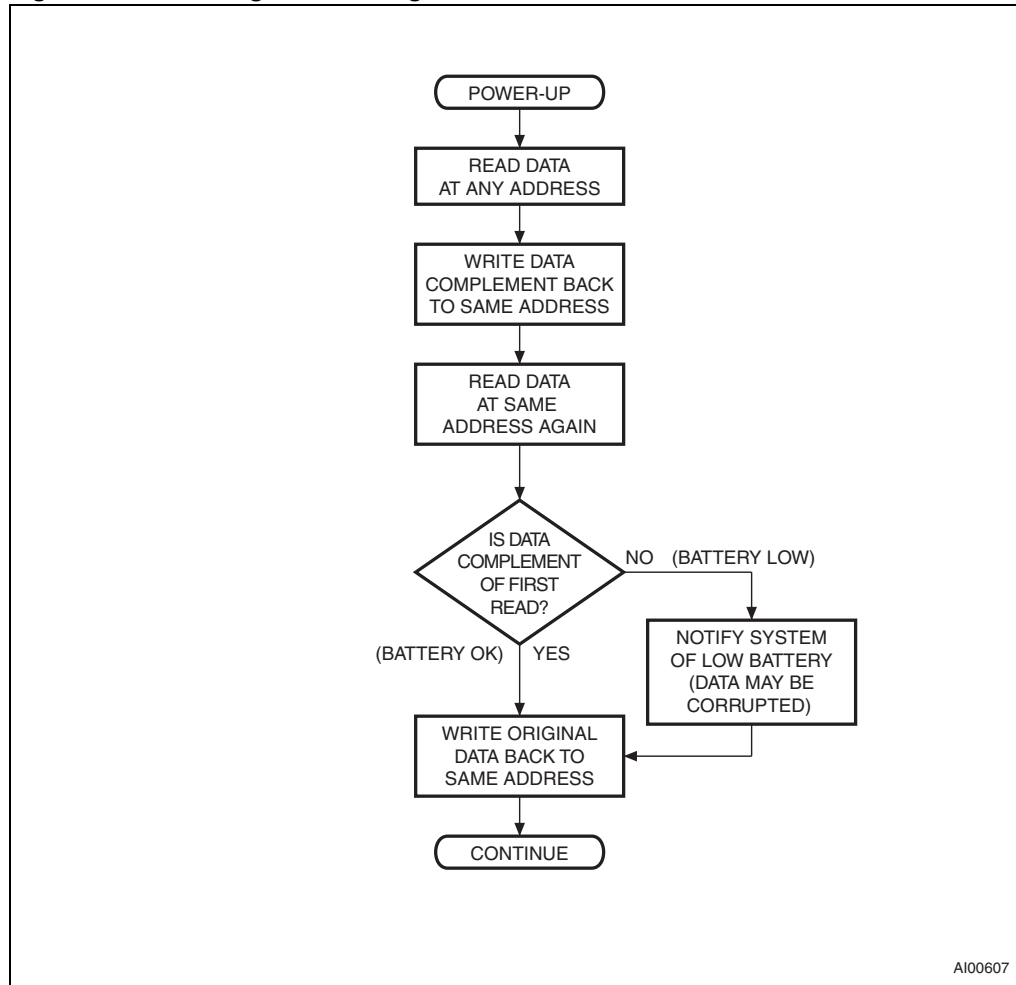 POWER-UP
READ DATA
AT ANY ADDRESS
WRITE DATA
COMPLEMENT BACK
TO SAME ADDRESS
READ DATA
AT SAME
ADDRESS AGAIN
IS DATA
COMPLEMENT
OF FIRST
READ?
NO (BATTERY LOW)
NOTIFY SYSTEM
OF LOW BATTERY
(DATA MAY BE
CORRUPTED)
(BATTERY OK) YES
WRITE ORIGINAL
DATA BACK TO
SAME ADDRESS
CONTINUE
AI00607